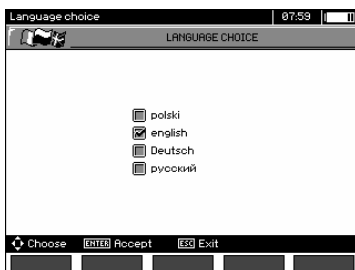 Language choice 07:59
LANGUAGE CHOICE
polski
english
Deutsch
русский
Choose ENTER Accept ESC Exit